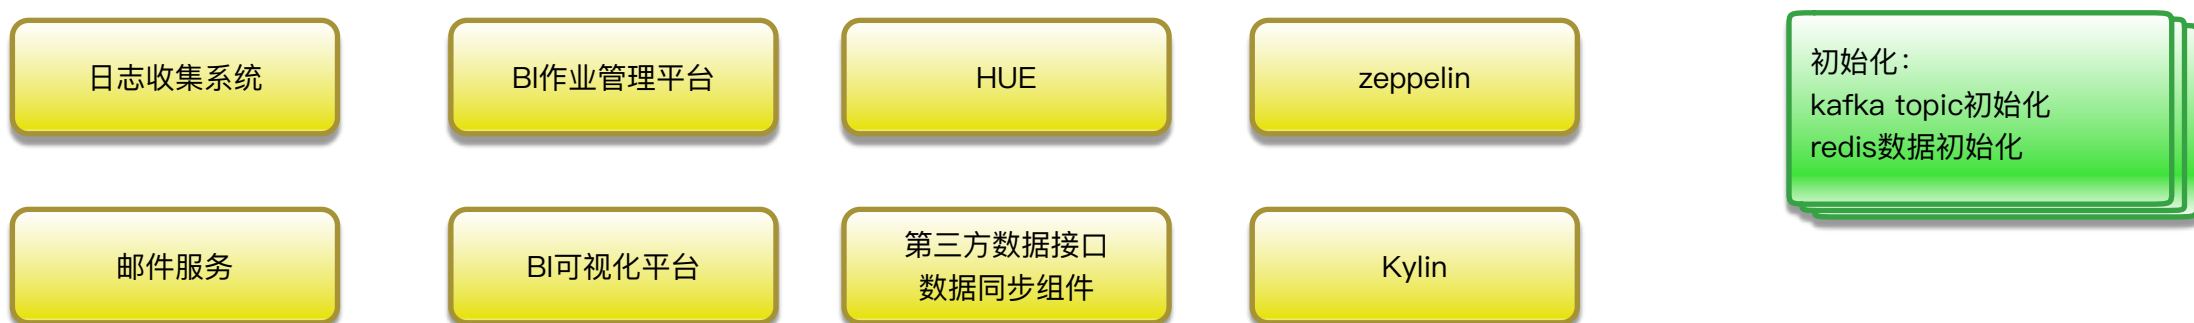 日志收集系统
BI作业管理平台
HUE
zeppelin
初始化：
kafka topic初始化
redis数据初始化
邮件服务
BI可视化平台
第三方数据接口
数据同步组件
Kylin